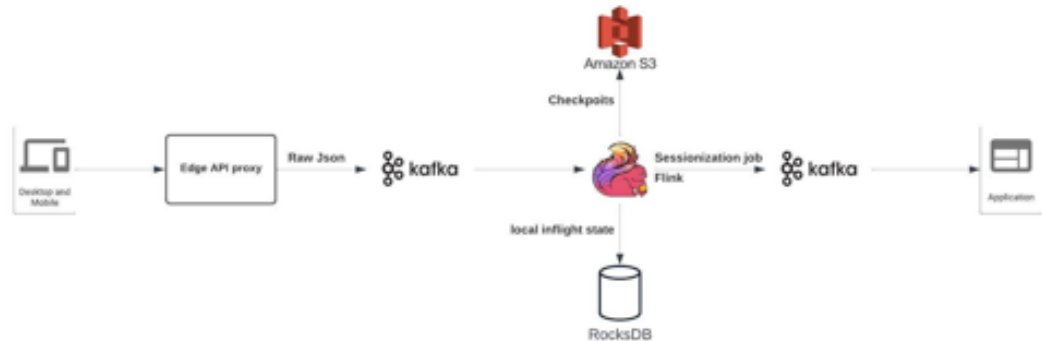 Amazon S3
Checkpoits
Desktop and
Mobile
Edge API proxy
Raw Json
kafka
Sessionization job
Flink
kafka
Application
local inflight state
RocksDB